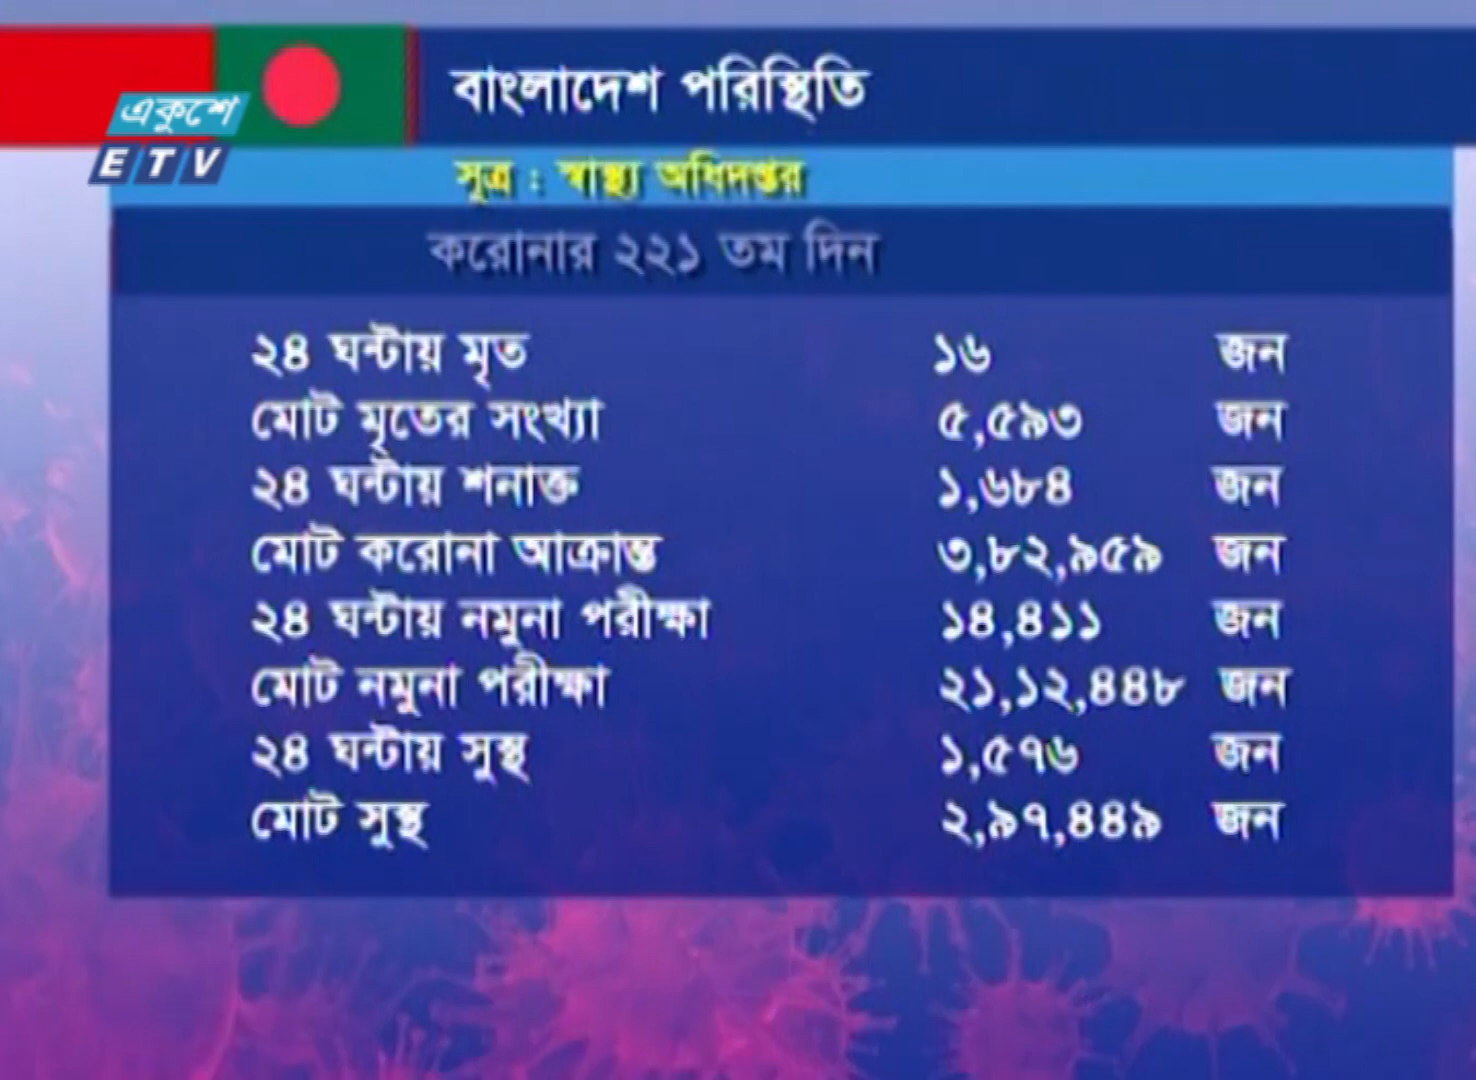 বাংলাদেশ পরিস্থিতি
একুশে
ETV
সূত্র : স্বাস্থ্য অধিদপ্তর
করোনার ২২১ তম দিন
২৪ ঘন্টায় মৃত ১৬ জন
মোট মৃতের সংখ্যা ৫,৫৯৩ জন
২৪ ঘন্টায় শনাক্ত ১,৬৮৪ জন
মোট করোনা আক্রান্ত ৩,৮২,৯৫৯ জন
২৪ ঘন্টায় নমুনা পরীক্ষা ১৪,৪১১ জন
মোট নমুনা পরীক্ষা ২১,১২,৪৪৮ জন
২৪ ঘন্টায় সুস্থ ১,৫৭৬ জন
মোট সুস্থ ২,৯৭,৪৪৯ জন